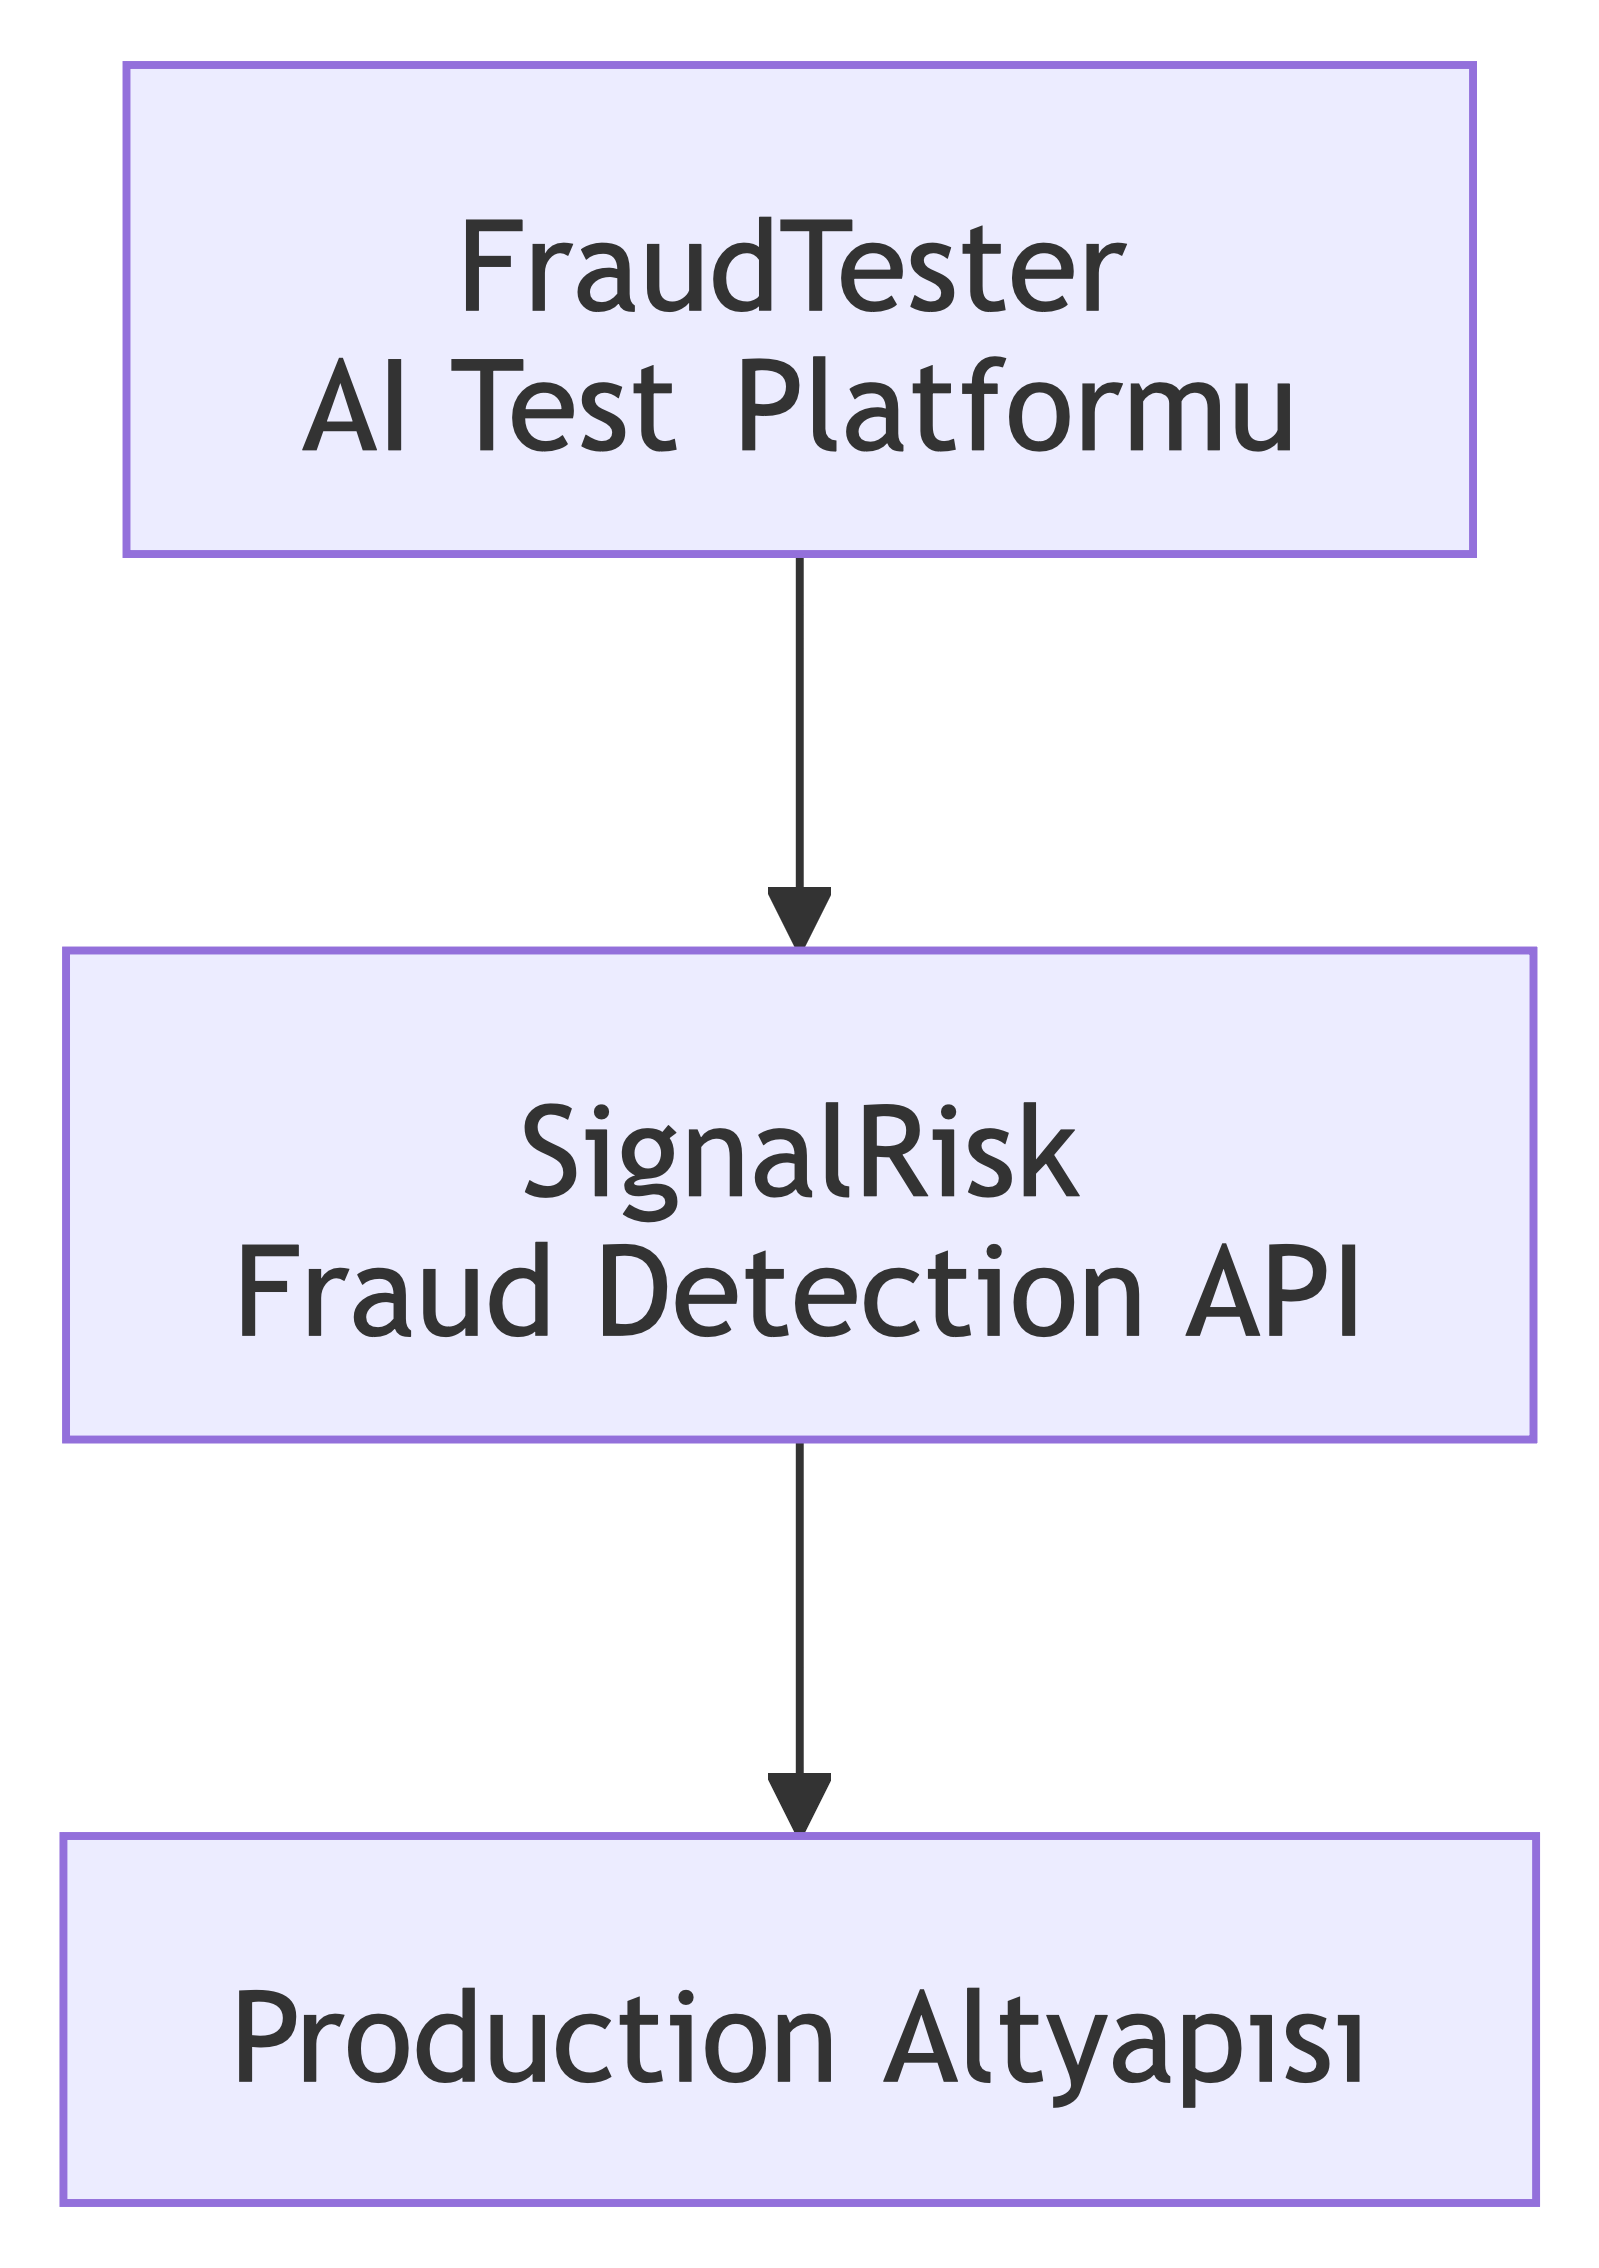 FraudTester
AI Test Platformu
SignalRisk
Fraud Detection API
Production Altyapısı